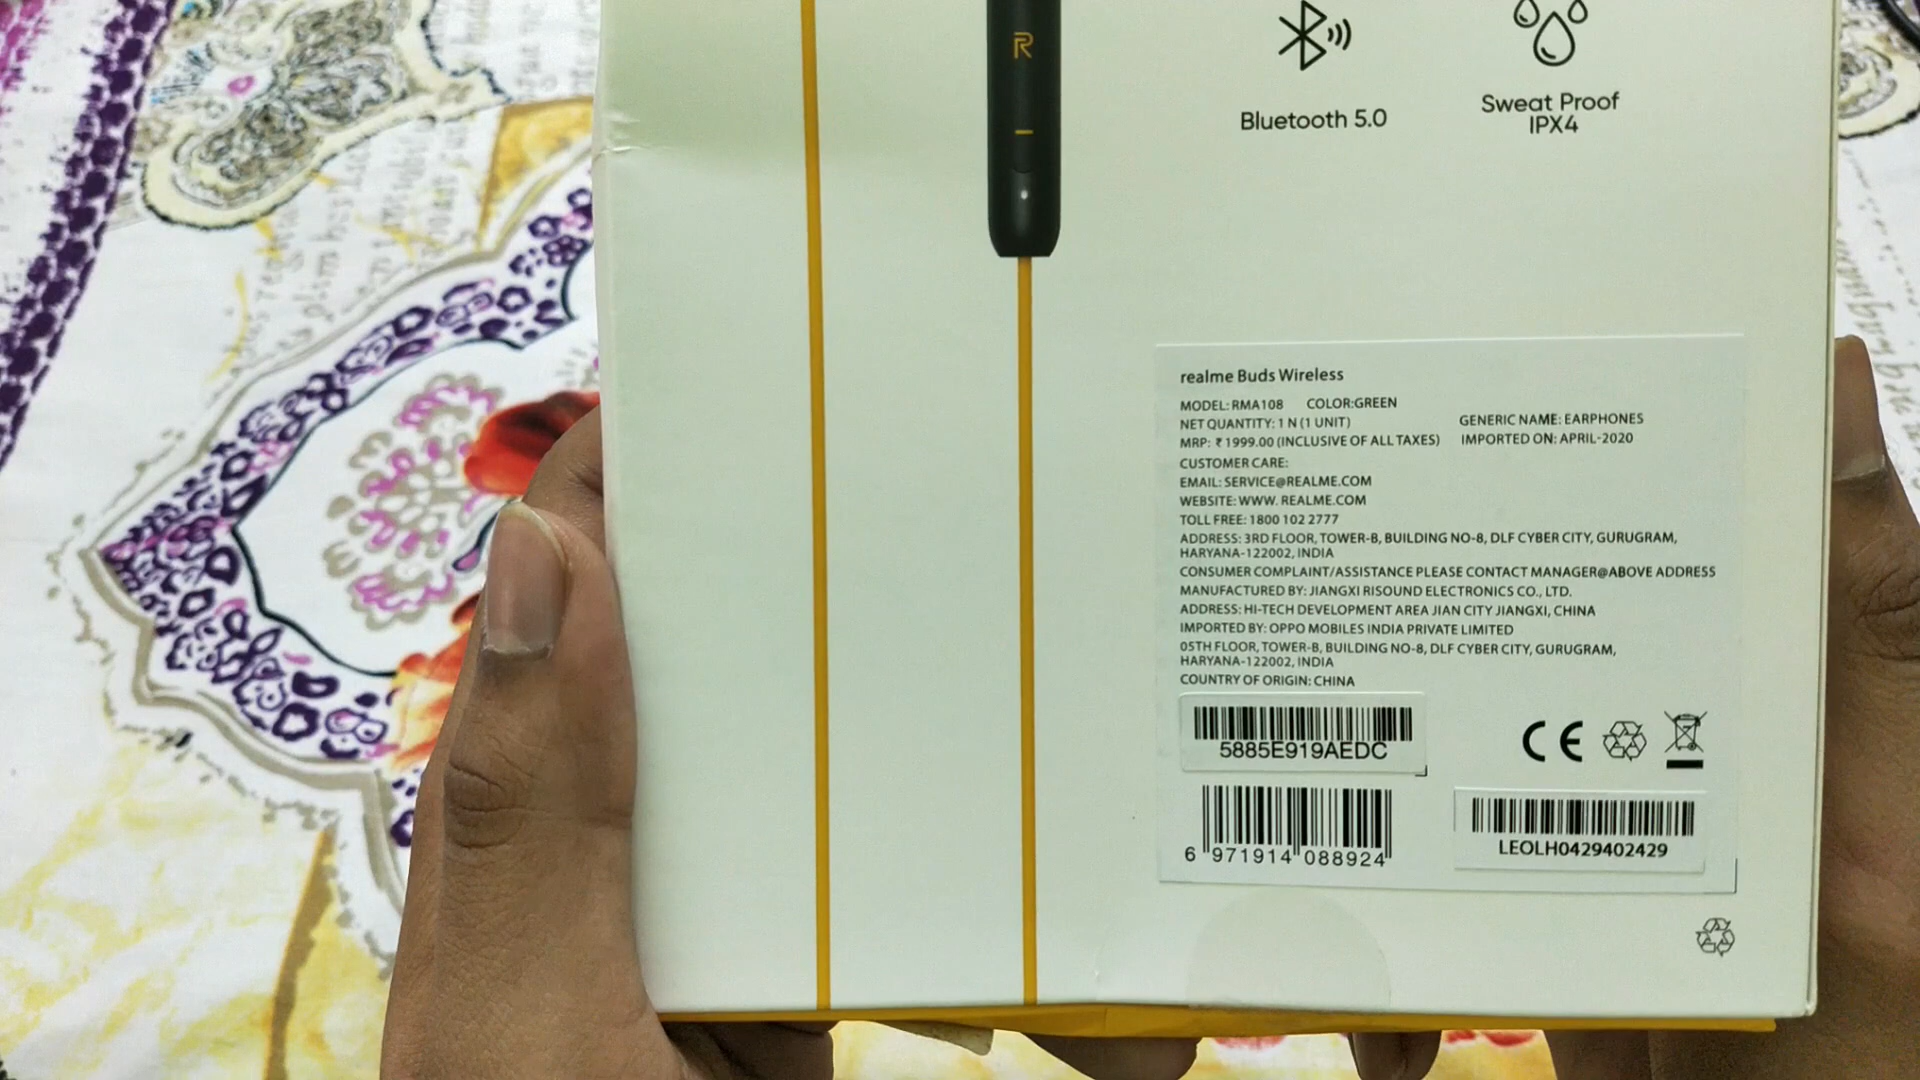 R
Bluetooth 5.0
Sweat Proof
IPX4
realme Buds Wireless
MODEL: RMA108 COLOR:GREEN
NET QUANTITY: 1 N (1 UNIT) GENERIC NAME: EARPHONES
MRP: ₹ 1999.00 (INCLUSIVE OF ALL TAXES) IMPORTED ON: APRIL-2020
CUSTOMER CARE:
EMAIL: SERVICE@REALME.COM
WEBSITE: WWW. REALME.COM
TOLL FREE: 1800 102 2777
ADDRESS: 3RD FLOOR, TOWER-B, BUILDING NO-8, DLF CYBER CITY, GURUGRAM,
HARYANA-122002, INDIA
CONSUMER COMPLAINT/ASSISTANCE PLEASE CONTACT MANAGER@ABOVE ADDRESS
MANUFACTURED BY: JIANGXI RISOUND ELECTRONICS CO., LTD.
ADDRESS: HI-TECH DEVELOPMENT AREA JIAN CITY JIANGXI, CHINA
IMPORTED BY: OPPO MOBILES INDIA PRIVATE LIMITED
05TH FLOOR, TOWER-B, BUILDING NO-8, DLF CYBER CITY, GURUGRAM,
HARYANA-122002, INDIA
COUNTRY OF ORIGIN: CHINA
5885E919AEDC
CE
6 971914 088924
LEOLH0429402429